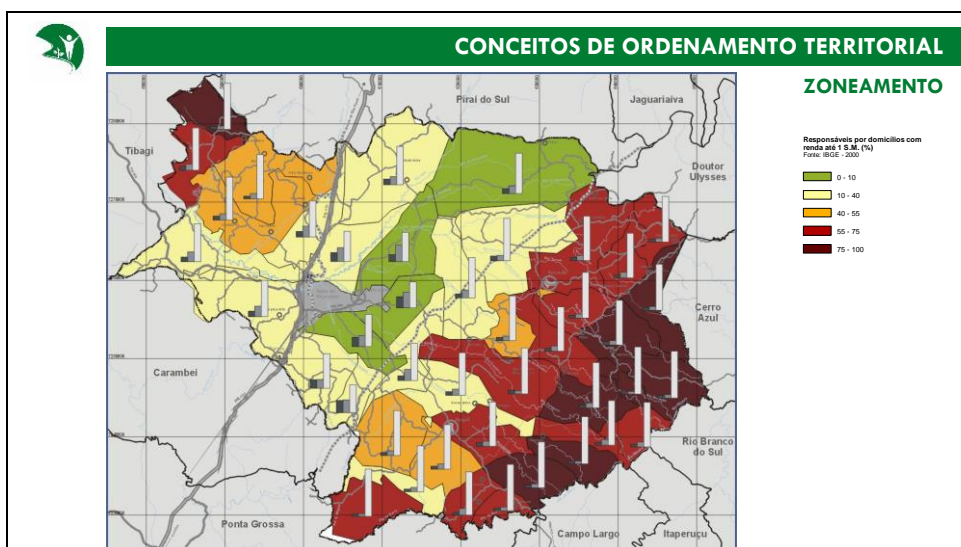 CONCEITOS DE ORDENAMENTO TERRITORIAL
ZONEAMENTO
Piraí do Sul
Jaguariaiva
Tibagi
Doutor
Ulysses
Cerro
Azul
Carambeí
Rio Branco
do Sul
Ponta Grossa
Campo Largo
Itaperuçu
Responsáveis por domicílios com
renda até 1 S.M. (%)
Fonte: IBGE - 2000
0 - 10
10 - 40
40 - 55
55 - 75
75 - 100